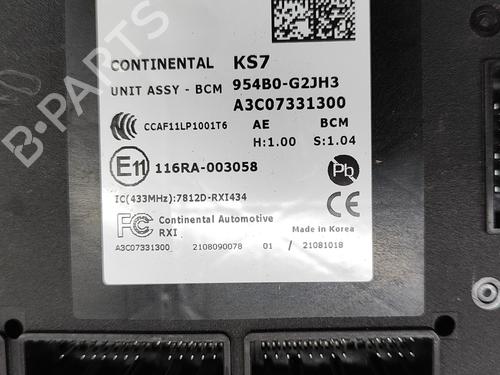 B-PARTS
CONTINENTAL KS7
UNIT ASSY - BCM 954B0-G2JH3
A3C07331300
CCAF11LP1001T6 AE BCM
H:1.00 S:1.04
E11 116RA-003058 Pb
IC(433MHz):7812D-RXI434
FC Continental Automotive CE
RXI Made in Korea
A3C07331300 2108090078 01 / 21081018